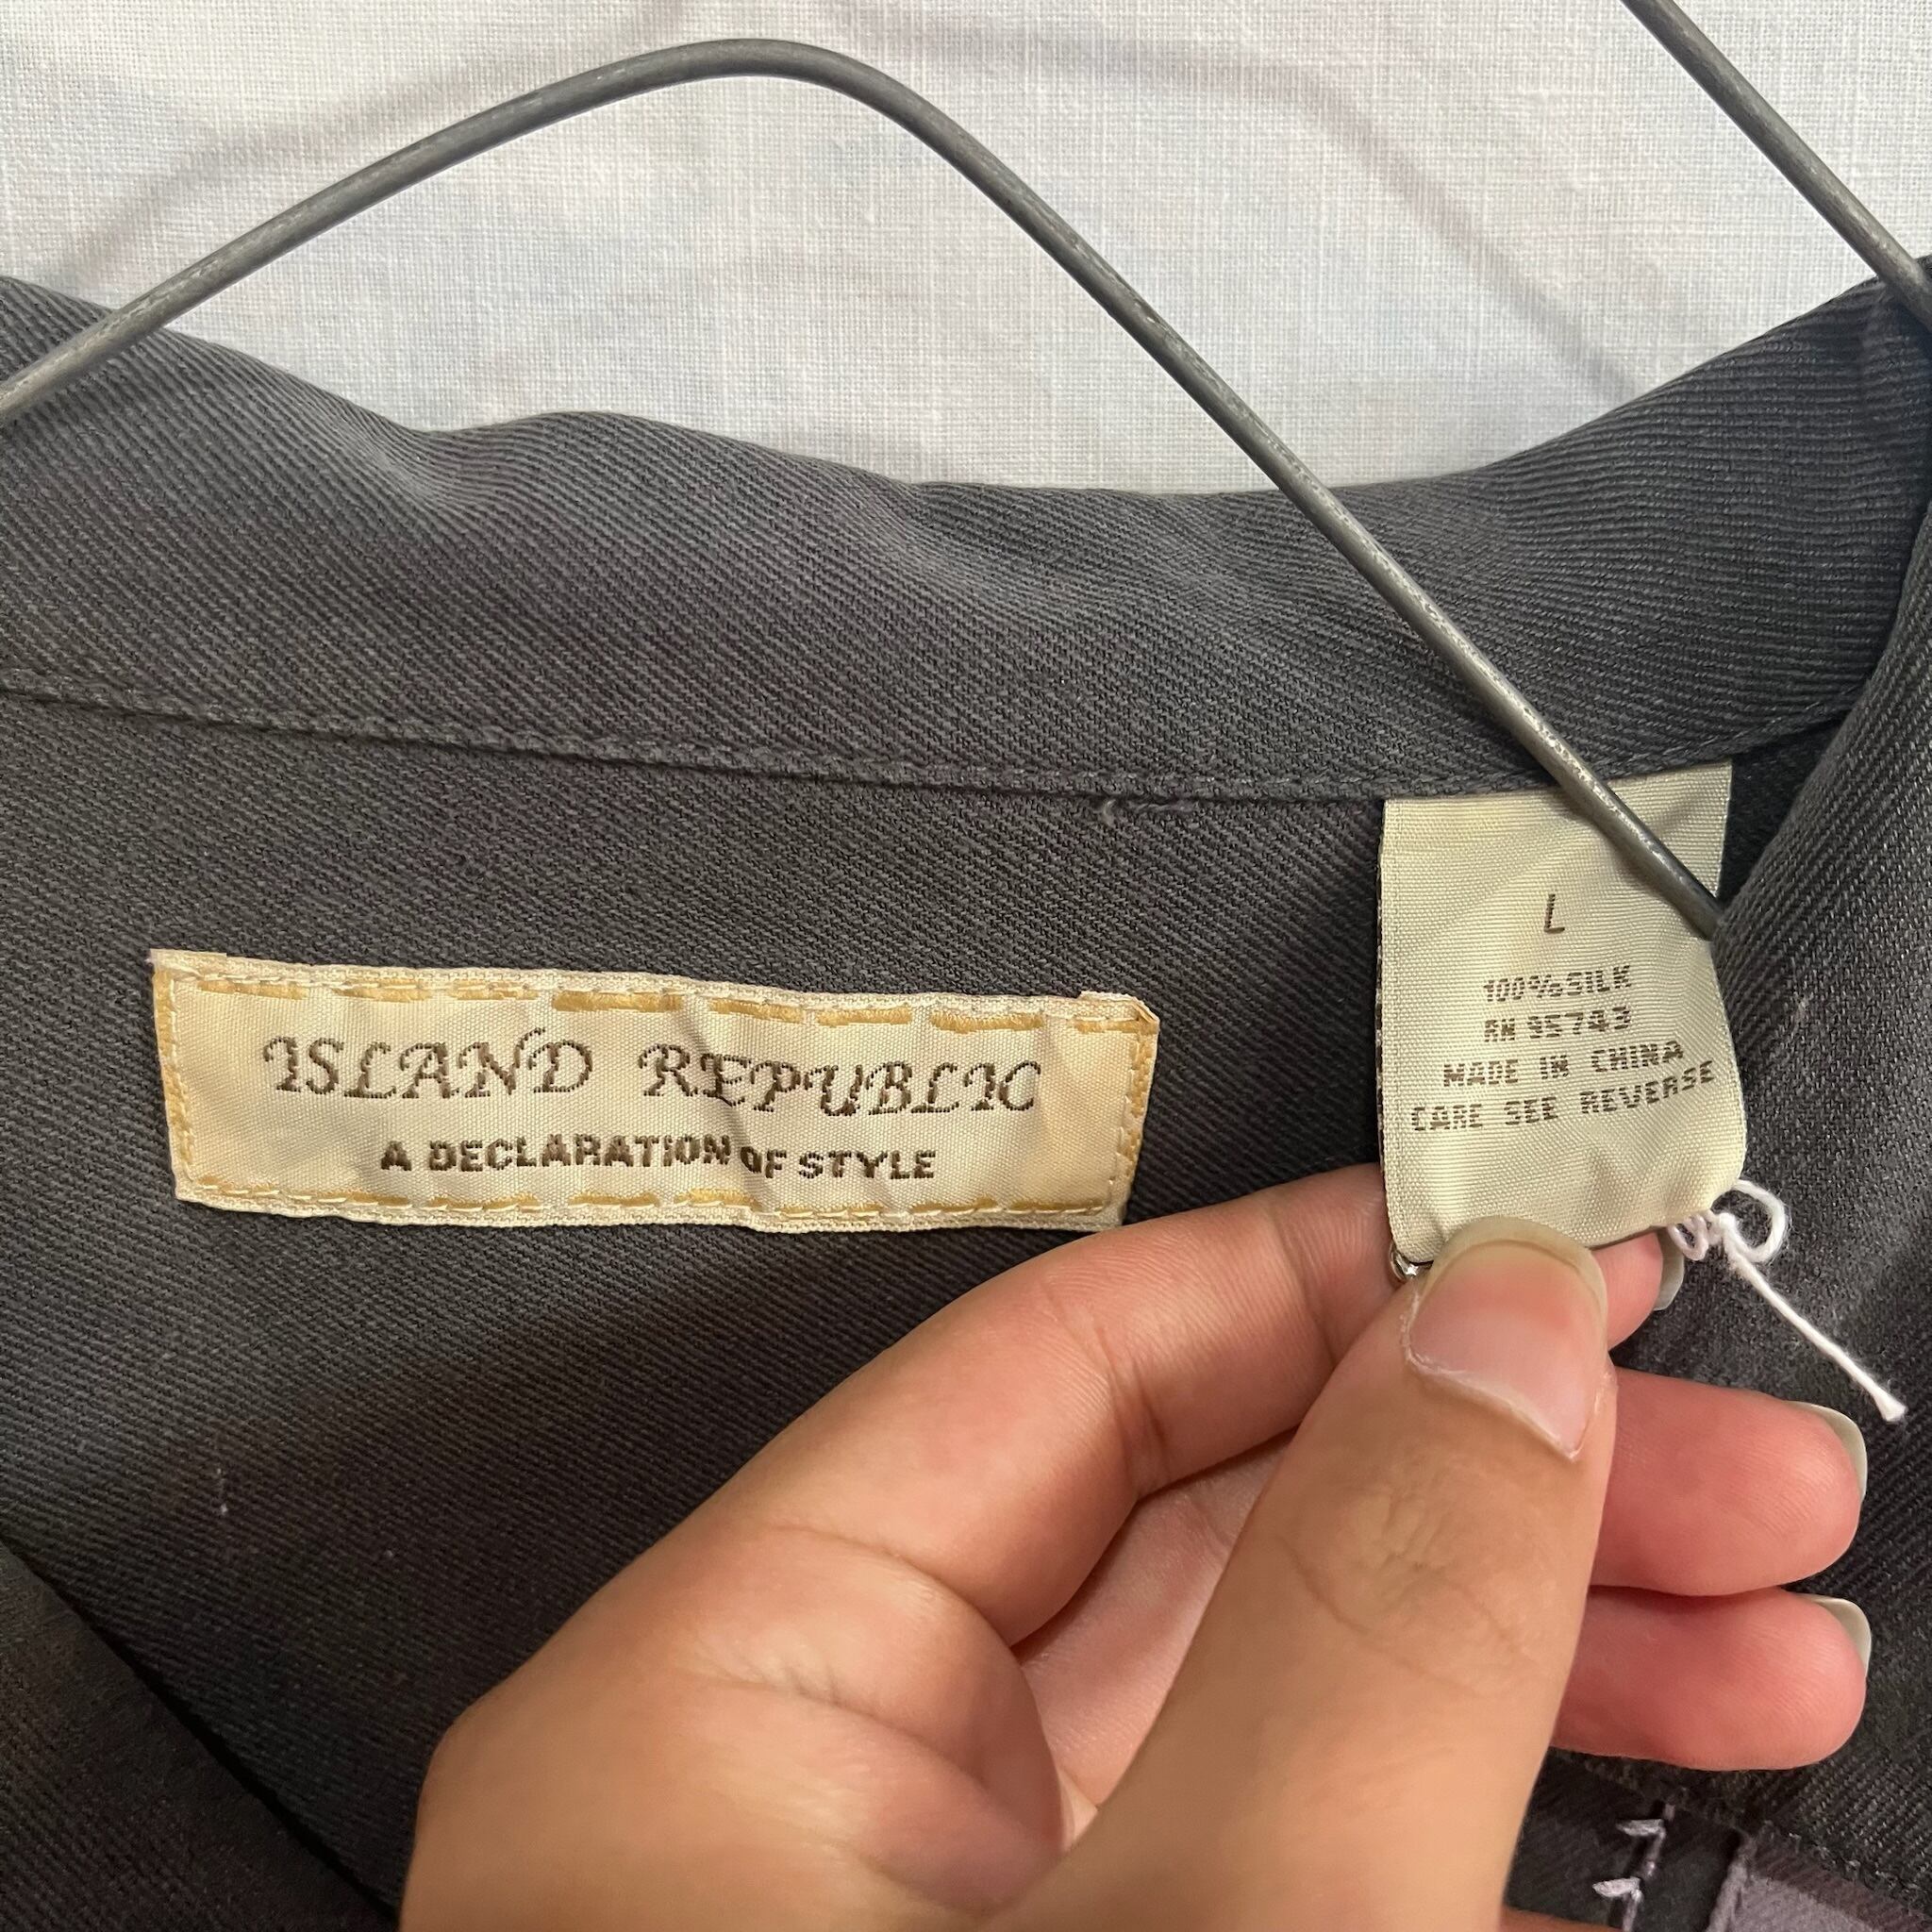 ISLAND REPUBLIC
A DECLARATION OF STYLE
L
100% SILK
RN 95743
MADE IN CHINA
CARE SEE REVERSE